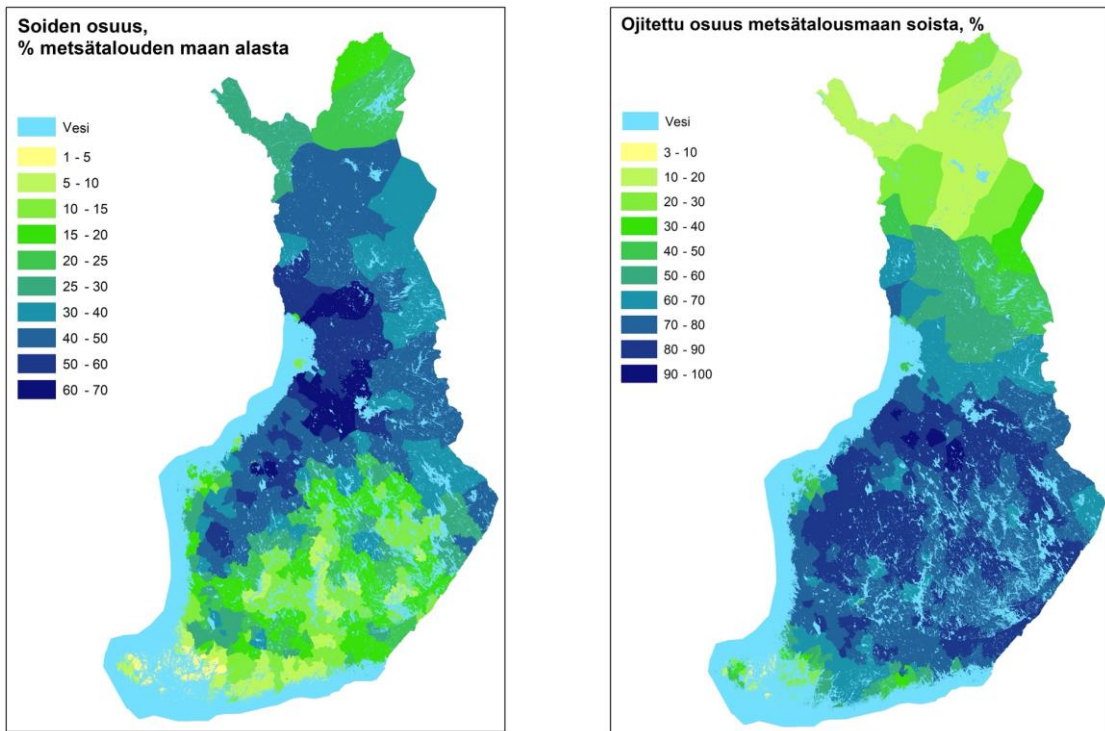 Soiden osuus,
% metsätalouden maan alasta
Vesi
1 - 5
5 - 10
10 - 15
15 - 20
20 - 25
25 - 30
30 - 40
40 - 50
50 - 60
60 - 70
Ojitettu osuus metsätalousmaan soista, %
Vesi
3 - 10
10 - 20
20 - 30
30 - 40
40 - 50
50 - 60
60 - 70
70 - 80
80 - 90
90 - 100